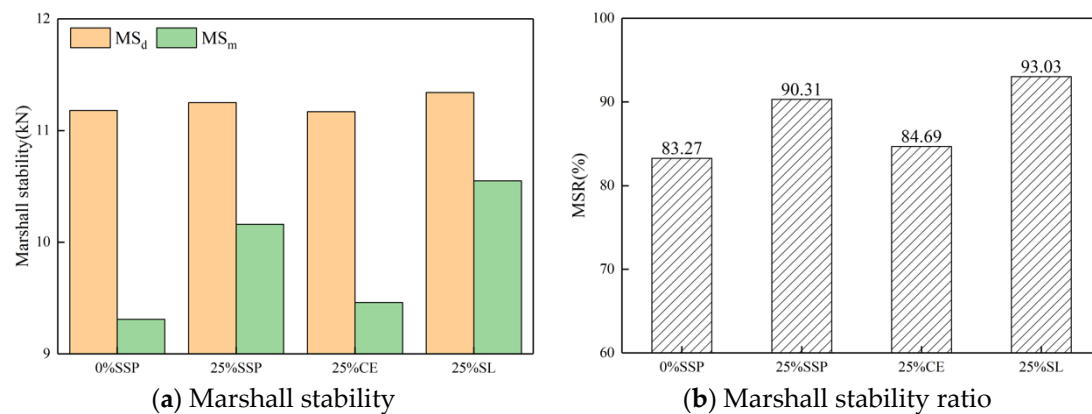 12
11
10
9
Marshall stability(kN)
MSd
MSm
0%SSP
25%SSP
25%CE
25%SL
(a) Marshall stability
100
90
80
70
60
MSR(%)
83.27
90.31
84.69
93.03
0%SSP
25%SSP
25%CE
25%SL
(b) Marshall stability ratio